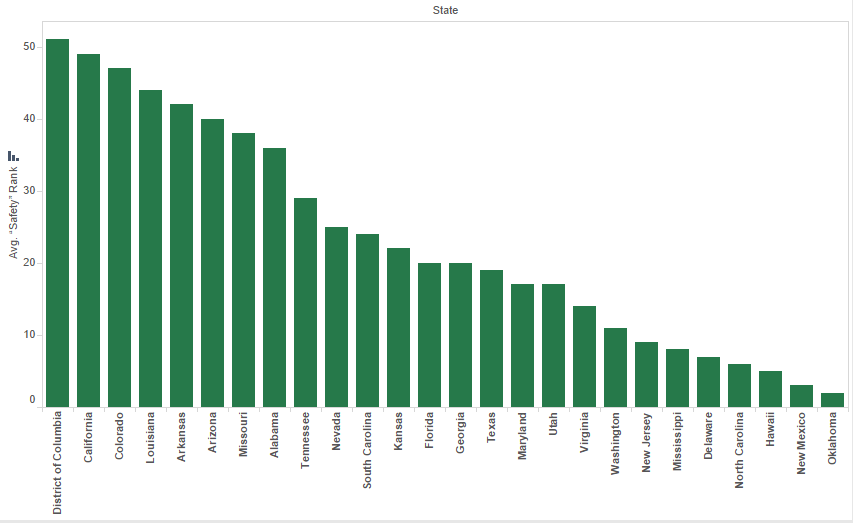 State
Avg. “Safety” Rank
50
40
30
20
10
0
District of Columbia
California
Colorado
Louisiana
Arkansas
Arizona
Missouri
Alabama
Tennessee
Nevada
South Carolina
Kansas
Florida
Georgia
Texas
Maryland
Utah
Virginia
Washington
New Jersey
Mississippi
Delaware
North Carolina
Hawaii
New Mexico
Oklahoma